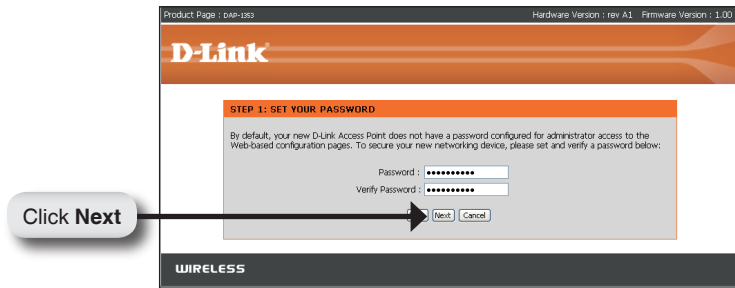 Product Page : DAP-1353 Hardware Version : rev A1 Firmware Version : 1.00
D-Link
STEP 1: SET YOUR PASSWORD
By default, your new D-Link Access Point does not have a password configured for administrator access to the
Web-based configuration pages. To secure your new networking device, please set and verify a password below:
Password : ••••••••••
Verify Password : ••••••••••
Click Next
Next Cancel
WIRELESS